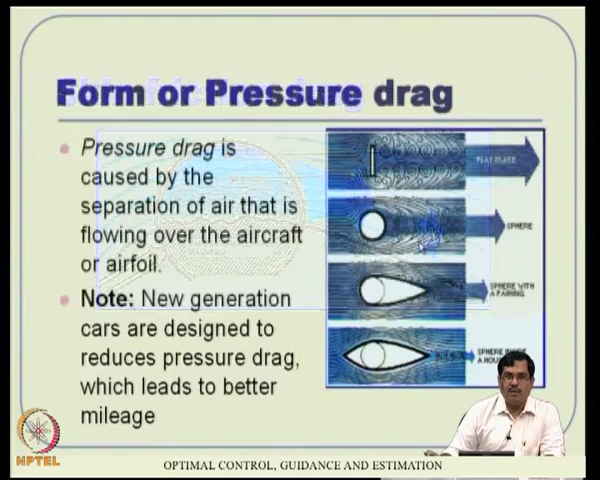 Form or Pressure drag
Pressure drag is
caused by the
separation of air that is
flowing over the aircraft
or airfoil.
Note: New generation
cars are designed to
reduces pressure drag,
which leads to better
mileage
FLAT PLATE
SPHERE
SPHERE WITH
A FAIRING
SPHERE INSIDE
A HOU
NPTEL
OPTIMAL CONTROL, GUIDANCE AND ESTIMATION